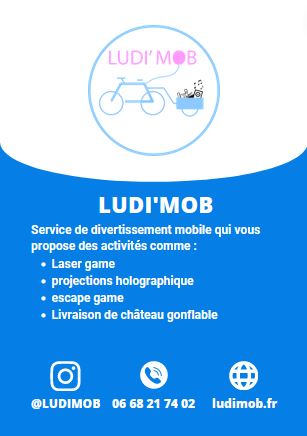 LUDI' MOB
LUDI'MOB
Service de divertissement mobile qui vous
propose des activités comme :
• Laser game
• projections holographique
• escape game
• Livraison de château gonflable
@LUDIMOB 06 68 21 74 02 ludimob.fr